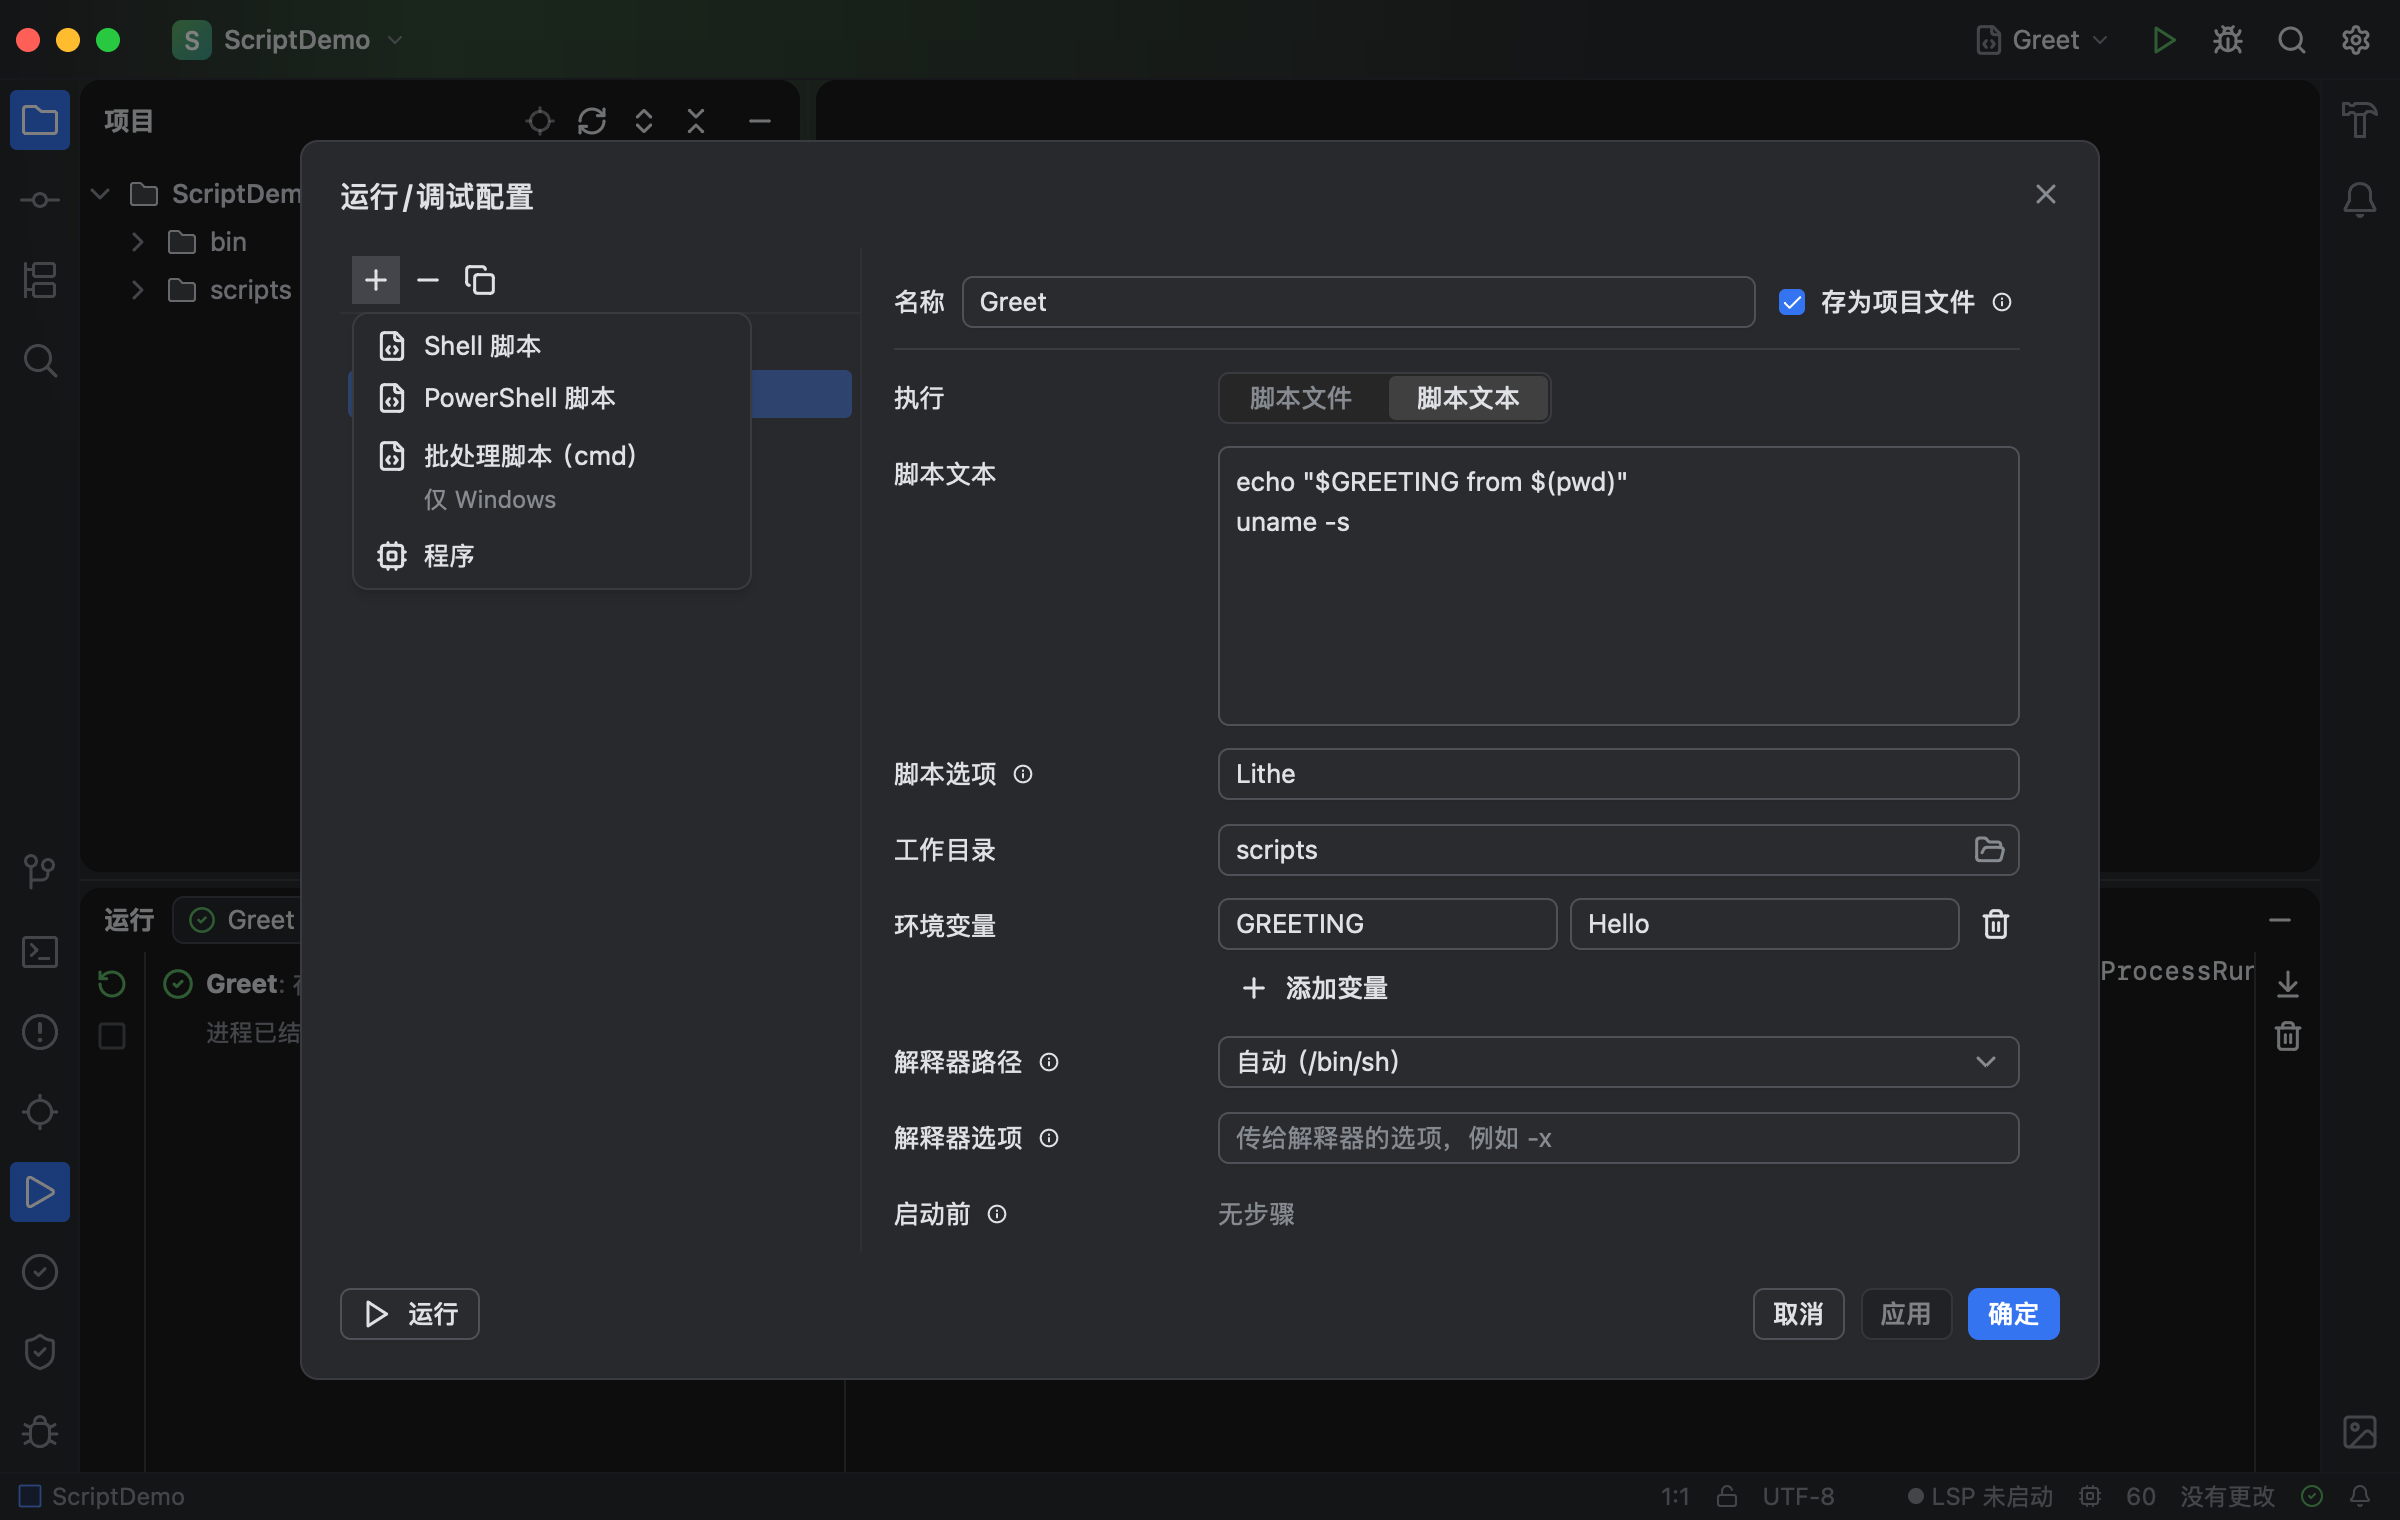 S ScriptDemo
Greet
项目
ScriptDem
bin
scripts
运行/调试配置
Shell 脚本
PowerShell 脚本
批处理脚本（cmd）
仅 Windows
程序
名称 Greet 存为项目文件
执行 脚本文件 脚本文本
脚本文本
echo "$GREETING from $(pwd)"
uname -s
脚本选项 Lithe
工作目录 scripts
环境变量 GREETING Hello
添加变量
解释器路径 自动（/bin/sh）
解释器选项 传给解释器的选项，例如 -x
启动前 无步骤
运行 取消 应用 确定
运行 Greet
Greet:
进程已结
ProcessRur
ScriptDemo 1:1 UTF-8 LSP 未启动 60 没有更改